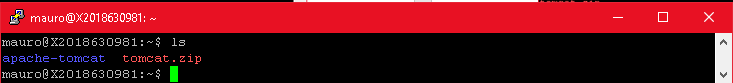 mauro@X2018630981: ~
mauro@X2018630981:~$ ls
apache-tomcat  tomcat.zip
mauro@X2018630981:~$